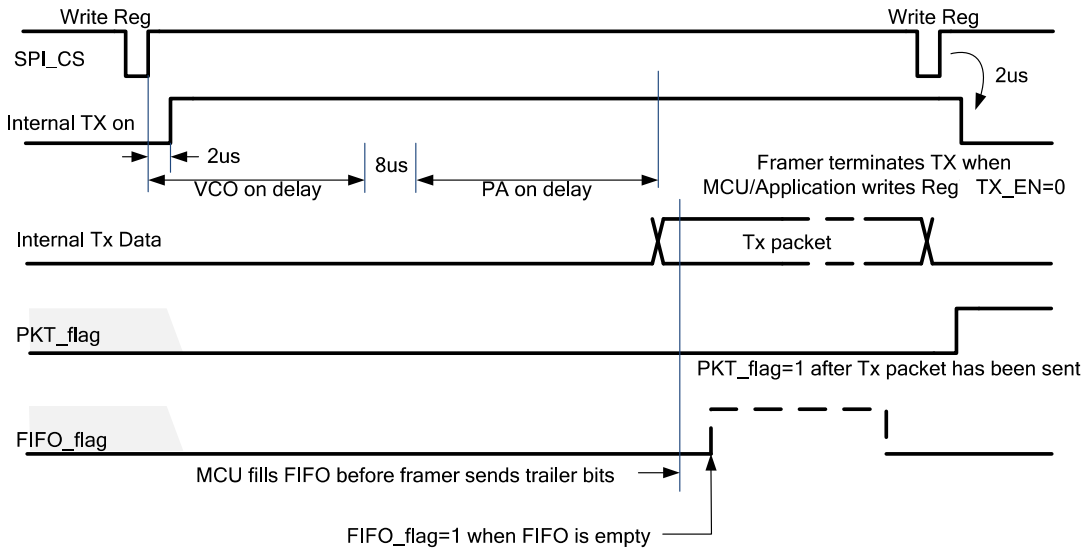 Write Reg
Write Reg
SPI_CS
2us
Internal TX on
2us
8us
VCO on delay
PA on delay
Framer terminates TX when
MCU/Application writes Reg TX_EN=0
Internal Tx Data
Tx packet
PKT_flag
PKT_flag=1 after Tx packet has been sent
FIFO_flag
MCU fills FIFO before framer sends trailer bits
FIFO_flag=1 when FIFO is empty